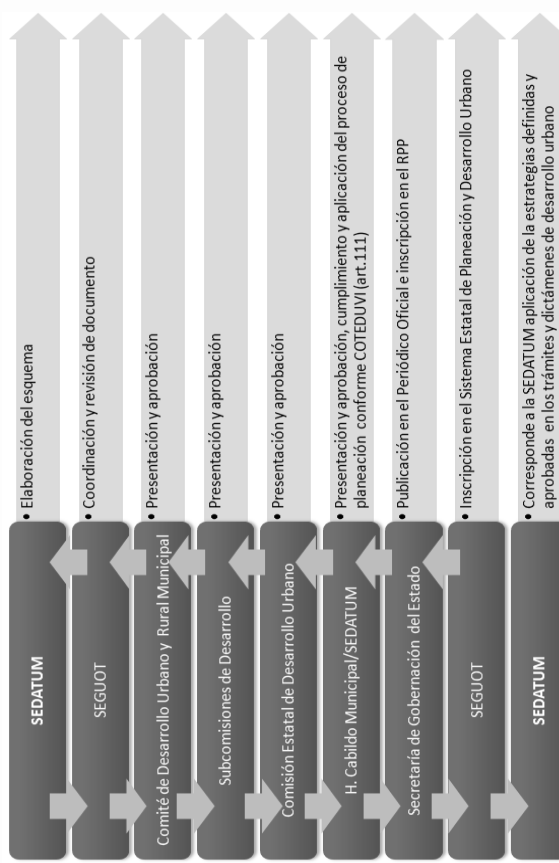 SEDATUM
• Elaboración del esquema
SEGUOT
• Coordinación y revisión de documento
Comité de Desarrollo Urbano y Rural Municipal
• Presentación y aprobación
Subcomisiones de Desarrollo
• Presentación y aprobación
Comisión Estatal de Desarrollo Urbano
• Presentación y aprobación
H. Cabildo Municipal/SEDATUM
• Presentación y aprobación, cumplimiento y aplicación del proceso de
planeación conforme COTEDUVI (art.111)
Secretaría de Gobernación del Estado
• Publicación en el Periódico Oficial e inscripción en el RPP
SEGUOT
• Inscripción en el Sistema Estatal de Planeación y Desarrollo Urbano
SEDATUM
• Corresponde a la SEDATUM aplicación de la estrategias definidas y
aprobadas en los trámites y dictámenes de desarrollo urbano